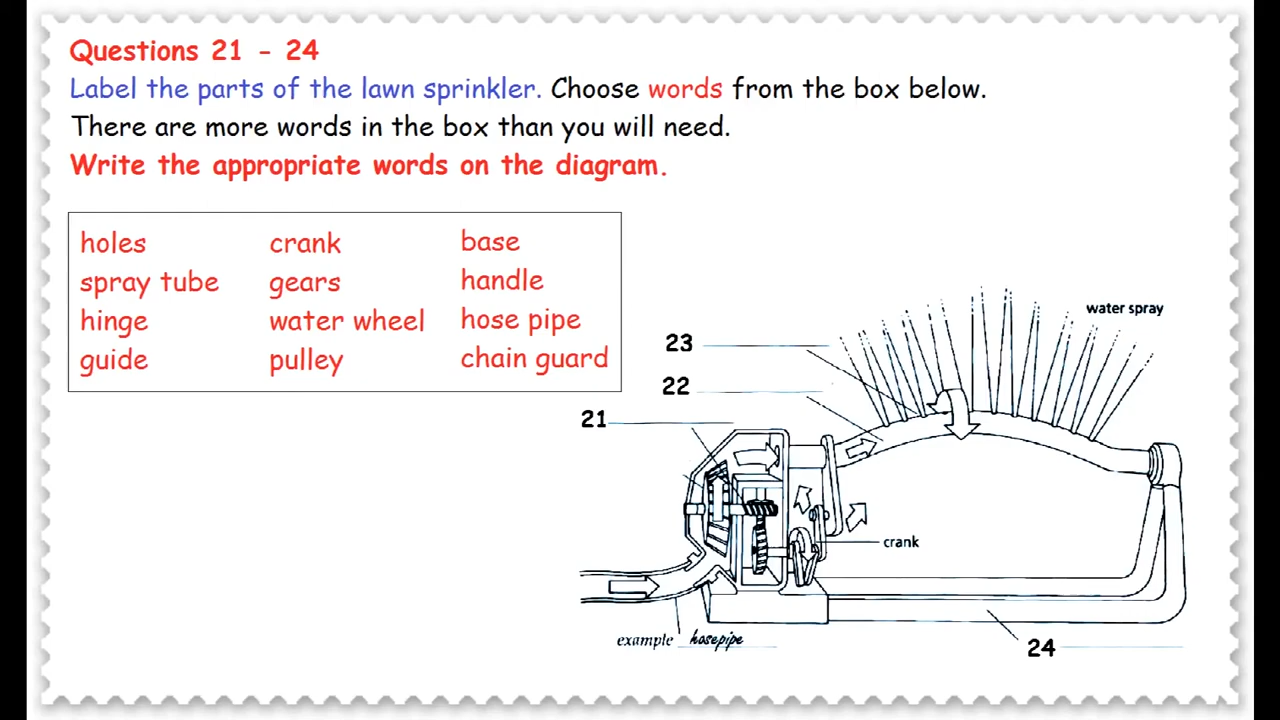 Questions 21 - 24
Label the parts of the lawn sprinkler. Choose words from the box below.
There are more words in the box than you will need.
Write the appropriate words on the diagram.
holes crank base
spray tube gears handle
hinge water wheel hose pipe
guide pulley chain guard
water spray
23
22
21
crank
example hosepipe
24